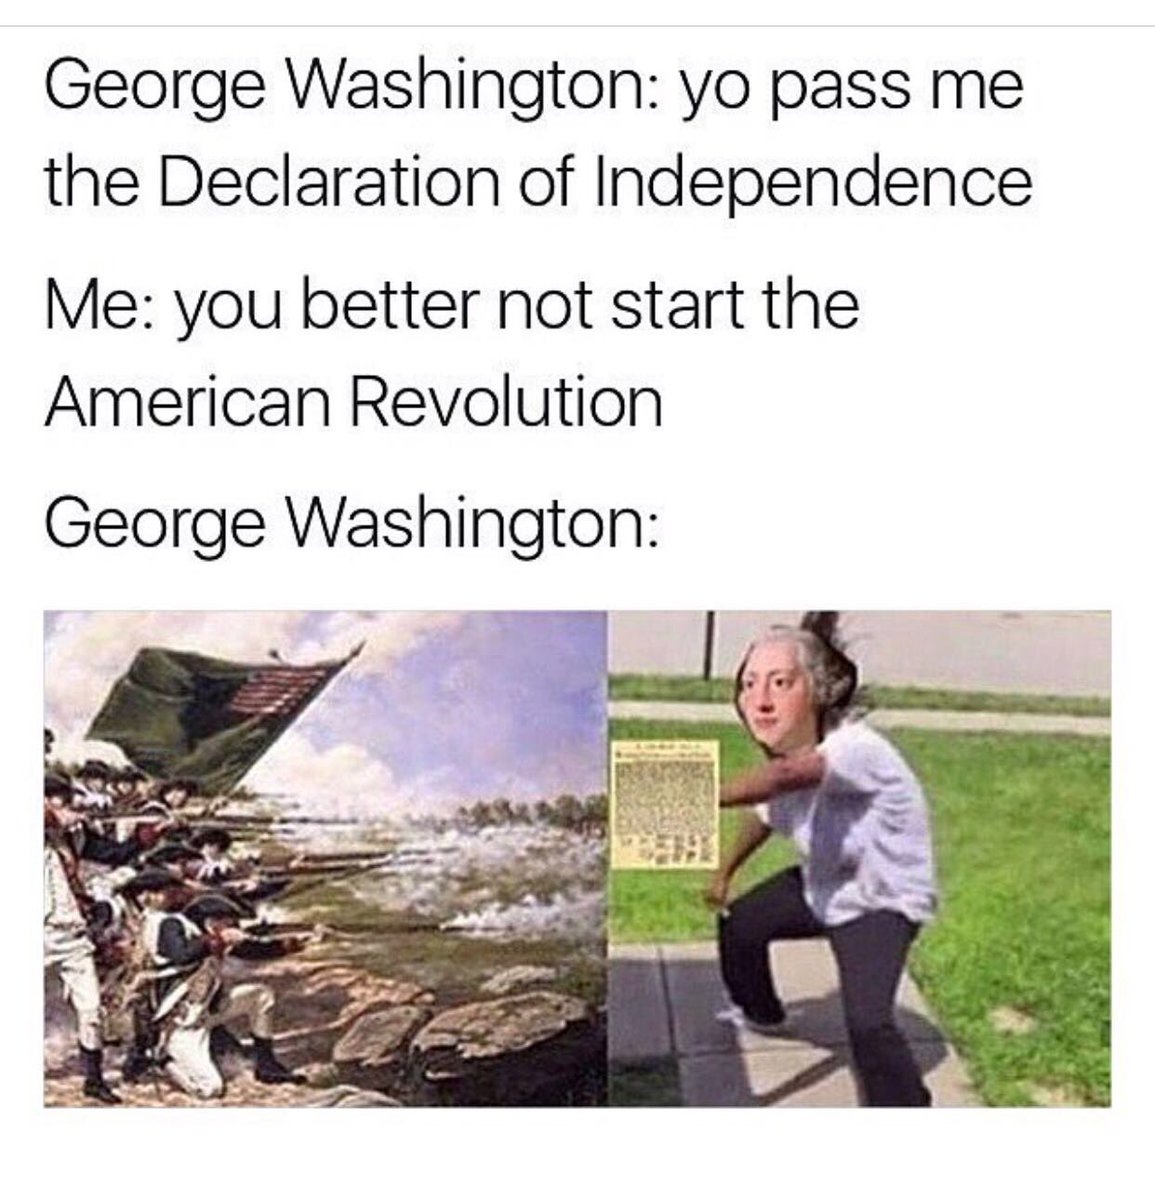 George Washington: yo pass me
the Declaration of Independence
Me: you better not start the
American Revolution
George Washington: